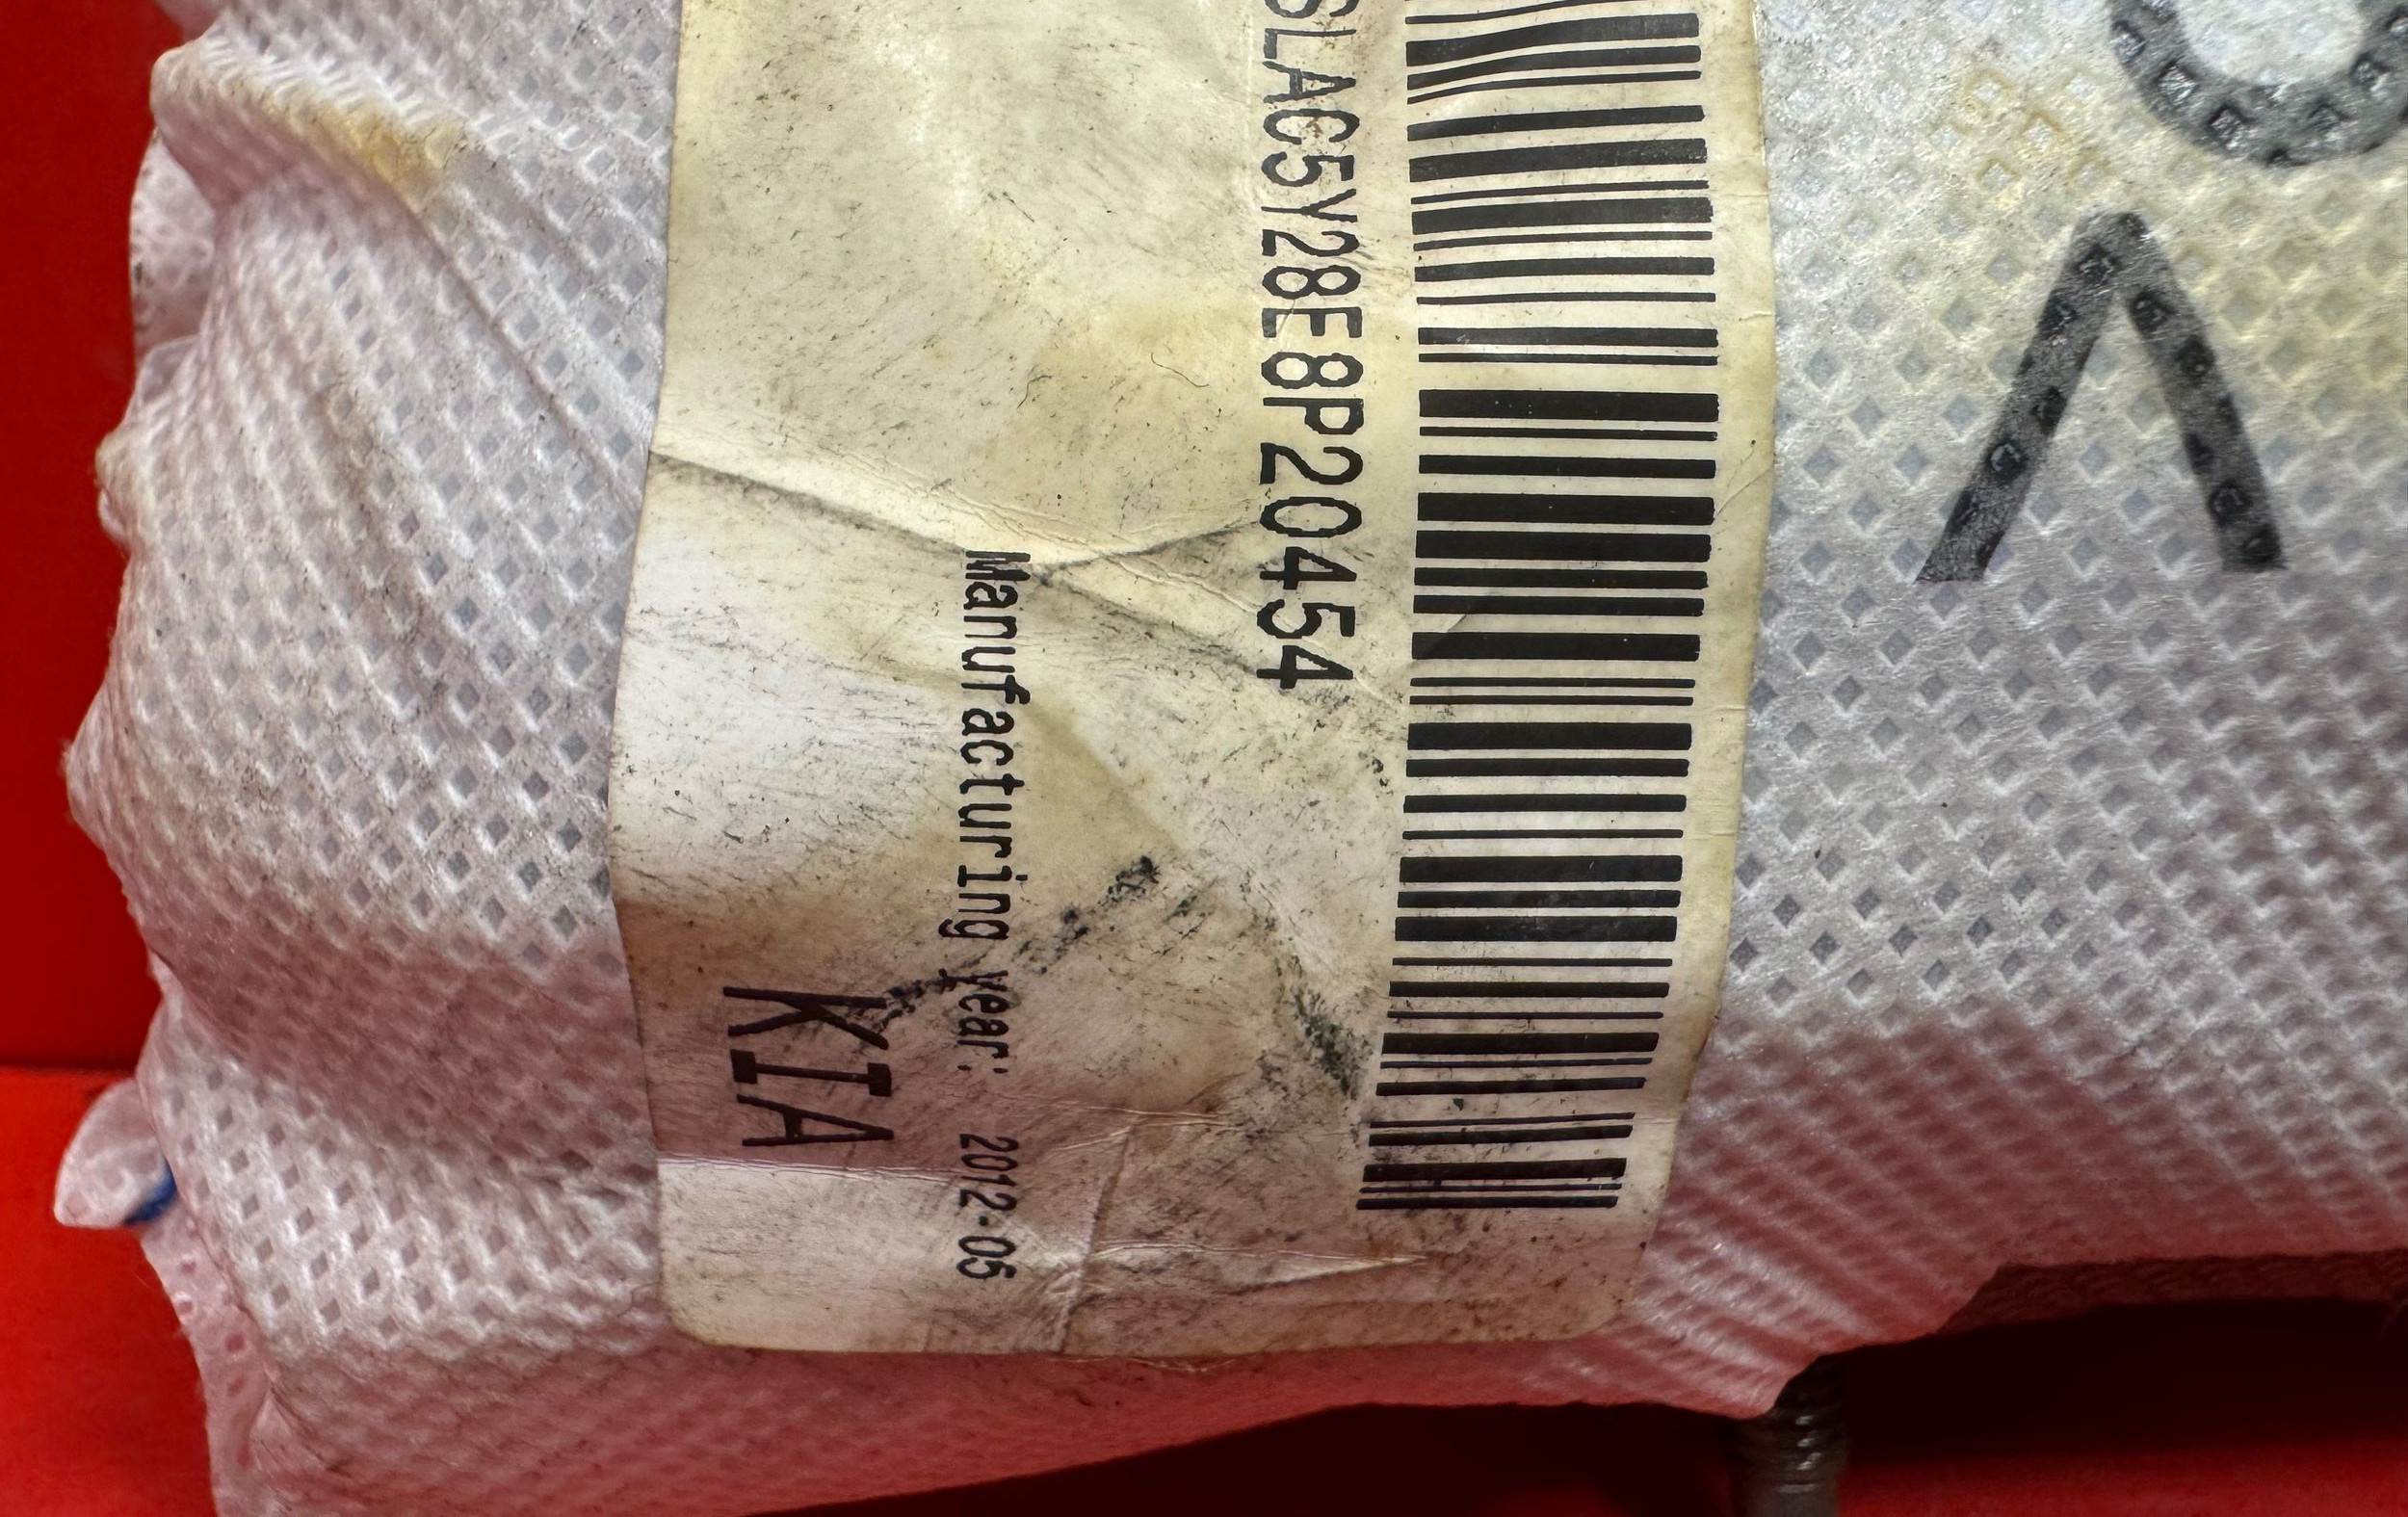 SLAC5Y28E8P20454
Manufacturing year: 2012-05
KIA